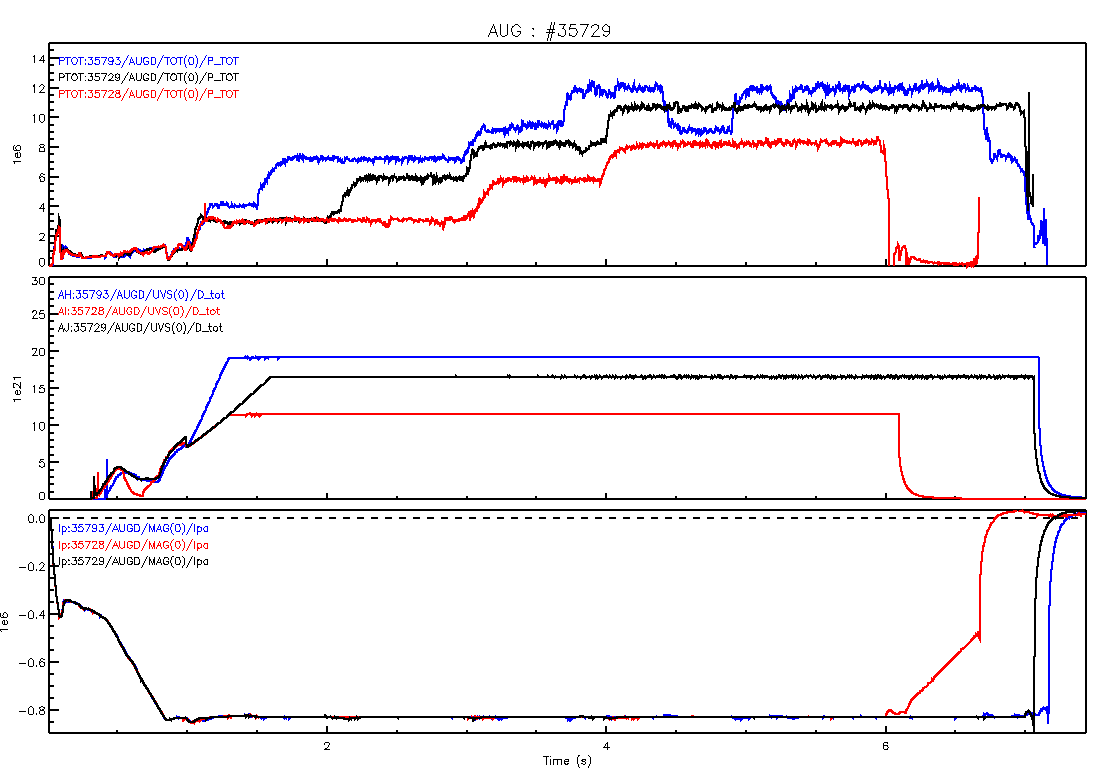 AUG : #35729
14
12
10
8
6
4
2
0
1e6
PTOT:35793/AUGD/TOT(0)/P_TOT
PTOT:35729/AUGD/TOT(0)/P_TOT
PTOT:35728/AUGD/TOT(0)/P_TOT
30
25
20
15
10
5
0
1e21
AH:35793/AUGD/UVS(0)/D_tot
AI:35728/AUGD/UVS(0)/D_tot
AJ:35729/AUGD/UVS(0)/D_tot
0.0
-0.2
-0.4
-0.6
-0.8
1e6
Ip:35793/AUGD/MAG(0)/Ipa
Ip:35728/AUGD/MAG(0)/Ipa
Ip:35729/AUGD/MAG(0)/Ipa
2
4
6
Time (s)